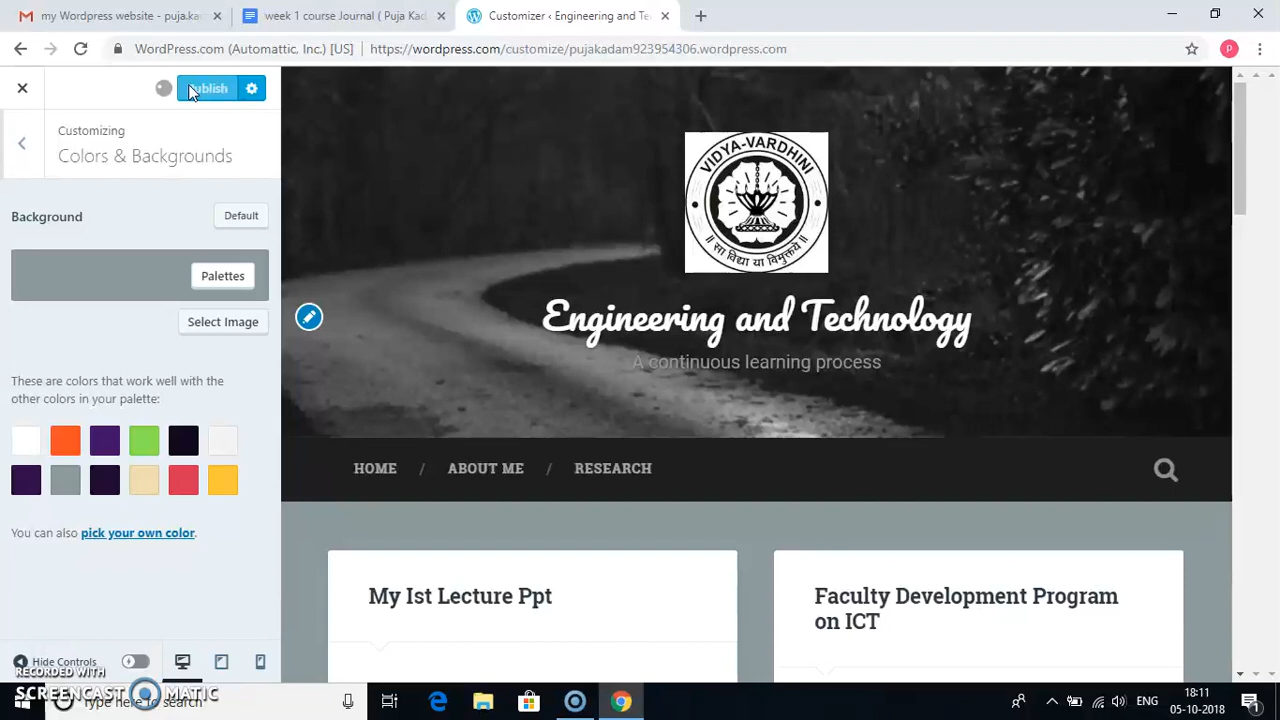 my Wordpress website - puja.ka
week 1 course Journal ( Puja Kad
Customizer ‹ Engineering and Te
WordPress.com (Automattic, Inc.) [US]
https://wordpress.com/customize/pujakadam923954306.wordpress.com
P
Publish
Customizing
Colors & Backgrounds
Background
Default
Palettes
Select Image
These are colors that work well with the
other colors in your palette:
You can also pick your own color.
Hide Controls
VIDYA-VARDHINI
॥ सा विद्या या विमुक्तये ॥
Engineering and Technology
A continuous learning process
HOME / ABOUT ME / RESEARCH
My Ist Lecture Ppt
Faculty Development Program
on ICT
RECORDED WITH
SCREENCAST MATIC
Type here to search
ENG
18:11
05-10-2018
1